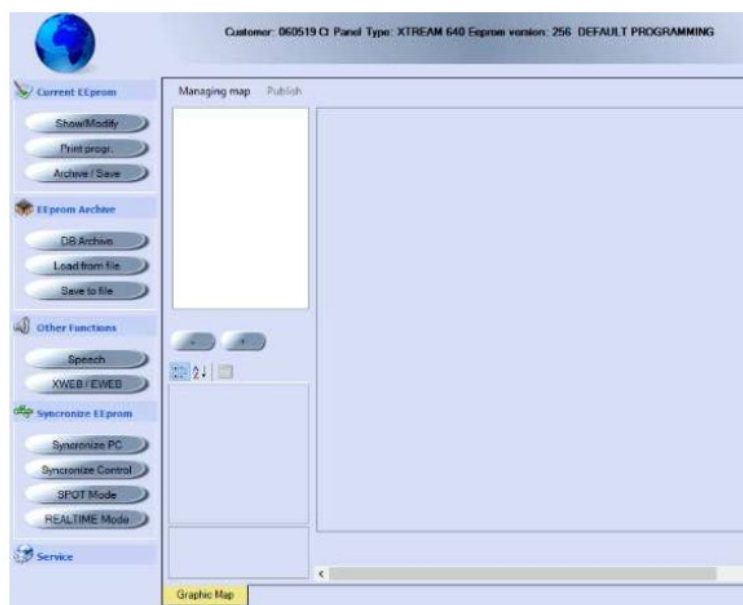 Customer: 060519 Ct Panel Type: XTREAM 640 Eeprom version: 256 DEFAULT PROGRAMMING
Current EEprom
Show/Modify
Print progr.
Archive / Save
EEprom Archive
DB Archive
Load from file
Save to file
Other Functions
Speech
XWEB / EWEB
Syncronize EEprom
Syncronize PC
Syncronize Control
SPOT Mode
REALTIME Mode
Service
Managing map Publish
- +
Graphic Map